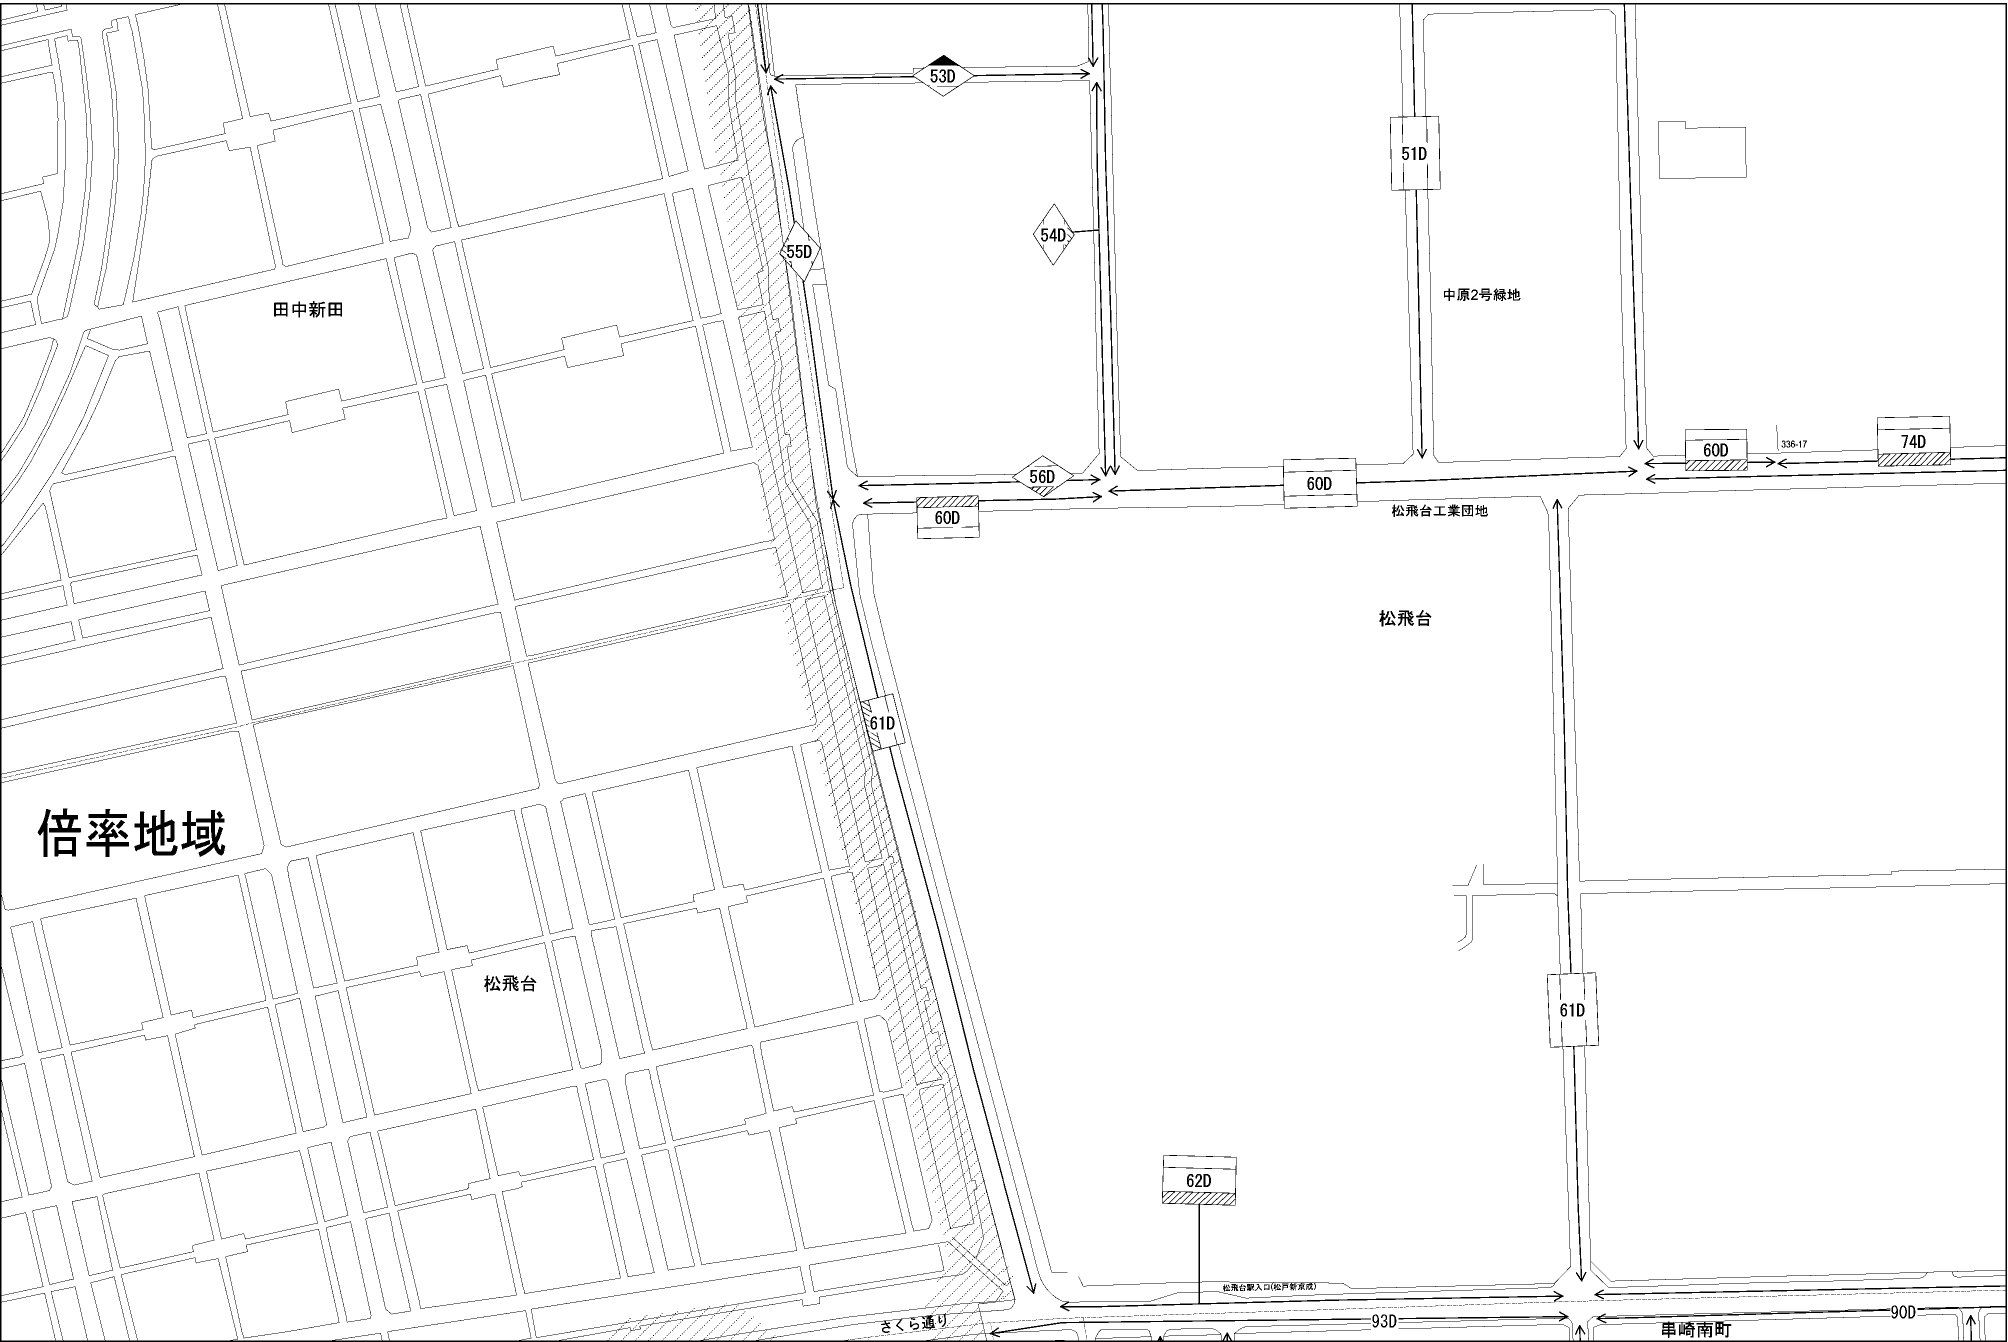 53D
51D
54D
55D
中原2号緑地
田中新田
60D
336-17
74D
56D
60D
60D
松飛台工業団地
松飛台
61D
倍率地域
松飛台
61D
62D
松飛台駅入口(松戸新京成)
さくら通り
93D
90D
串崎南町